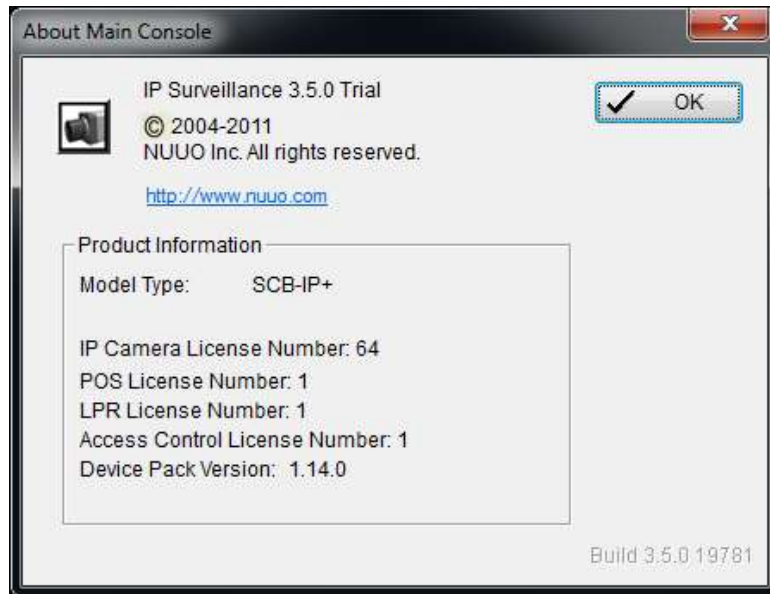 About Main Console
IP Surveillance 3.5.0 Trial
OK
© 2004-2011
NUUO Inc. All rights reserved.
http://www.nuuo.com
Product Information
Model Type: SCB-IP+
IP Camera License Number: 64
POS License Number: 1
LPR License Number: 1
Access Control License Number: 1
Device Pack Version: 1.14.0
Build 3.5.0 19781